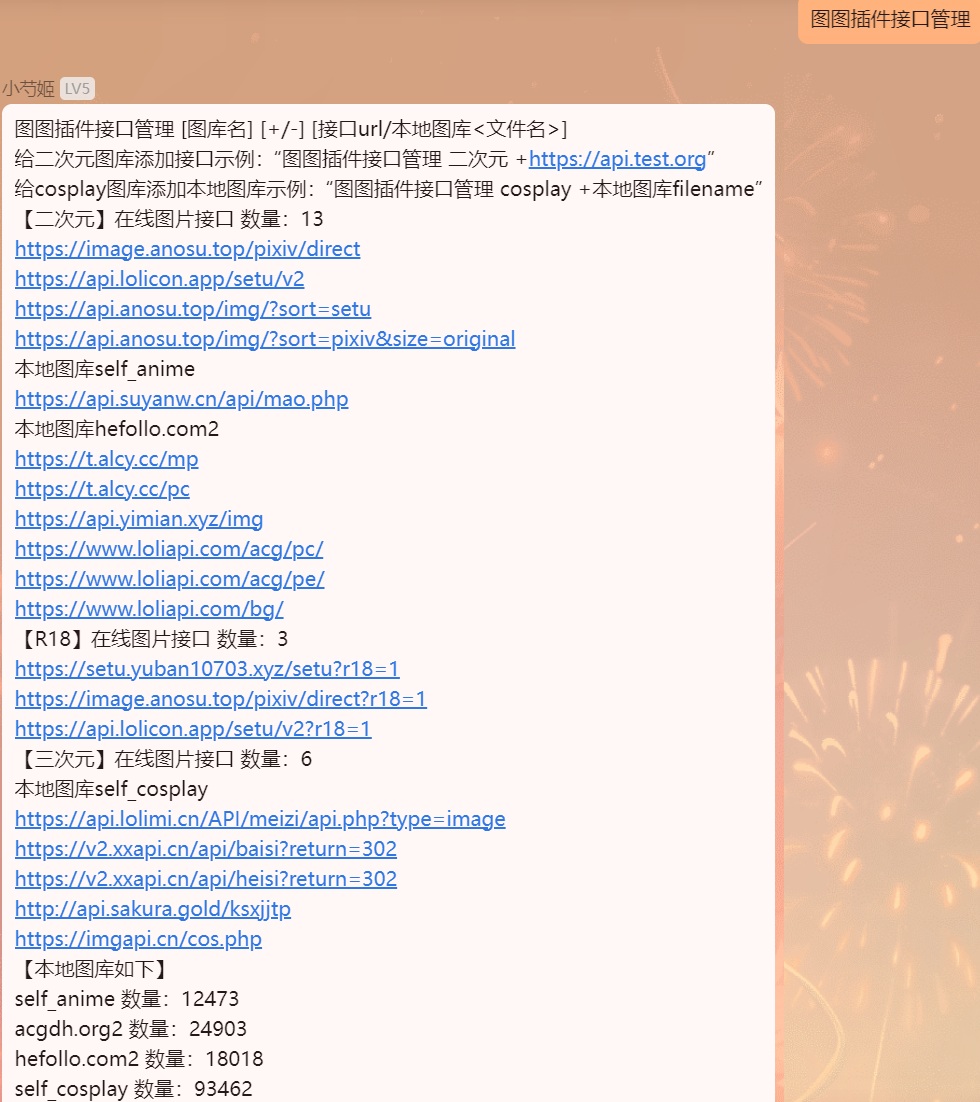 图图插件接口管理
小芍姬 LV5
图图插件接口管理 [图库名] [+/-] [接口url/本地图库<文件名>]
给二次元图库添加接口示例：“图图插件接口管理 二次元 +https://api.test.org”
给cosplay图库添加本地图库示例：“图图插件接口管理 cosplay +本地图库filename”
【二次元】在线图片接口 数量：13
https://image.anosu.top/pixiv/direct
https://api.lolicon.app/setu/v2
https://api.anosu.top/img/?sort=setu
https://api.anosu.top/img/?sort=pixiv&size=original
本地图库self_anime
https://api.suyanw.cn/api/mao.php
本地图库hefollo.com2
https://t.alcy.cc/mp
https://t.alcy.cc/pc
https://api.yimian.xyz/img
https://www.loliapi.com/acg/pc/
https://www.loliapi.com/acg/pe/
https://www.loliapi.com/bg/
【R18】在线图片接口 数量：3
https://setu.yuban10703.xyz/setu?r18=1
https://image.anosu.top/pixiv/direct?r18=1
https://api.lolicon.app/setu/v2?r18=1
【三次元】在线图片接口 数量：6
本地图库self_cosplay
https://api.lolimi.cn/API/meizi/api.php?type=image
https://v2.xxapi.cn/api/baisi?return=302
https://v2.xxapi.cn/api/heisi?return=302
http://api.sakura.gold/ksxjjtp
https://imgapi.cn/cos.php
【本地图库如下】
self_anime 数量：12473
acgdh.org2 数量：24903
hefollo.com2 数量：18018
self_cosplay 数量：93462